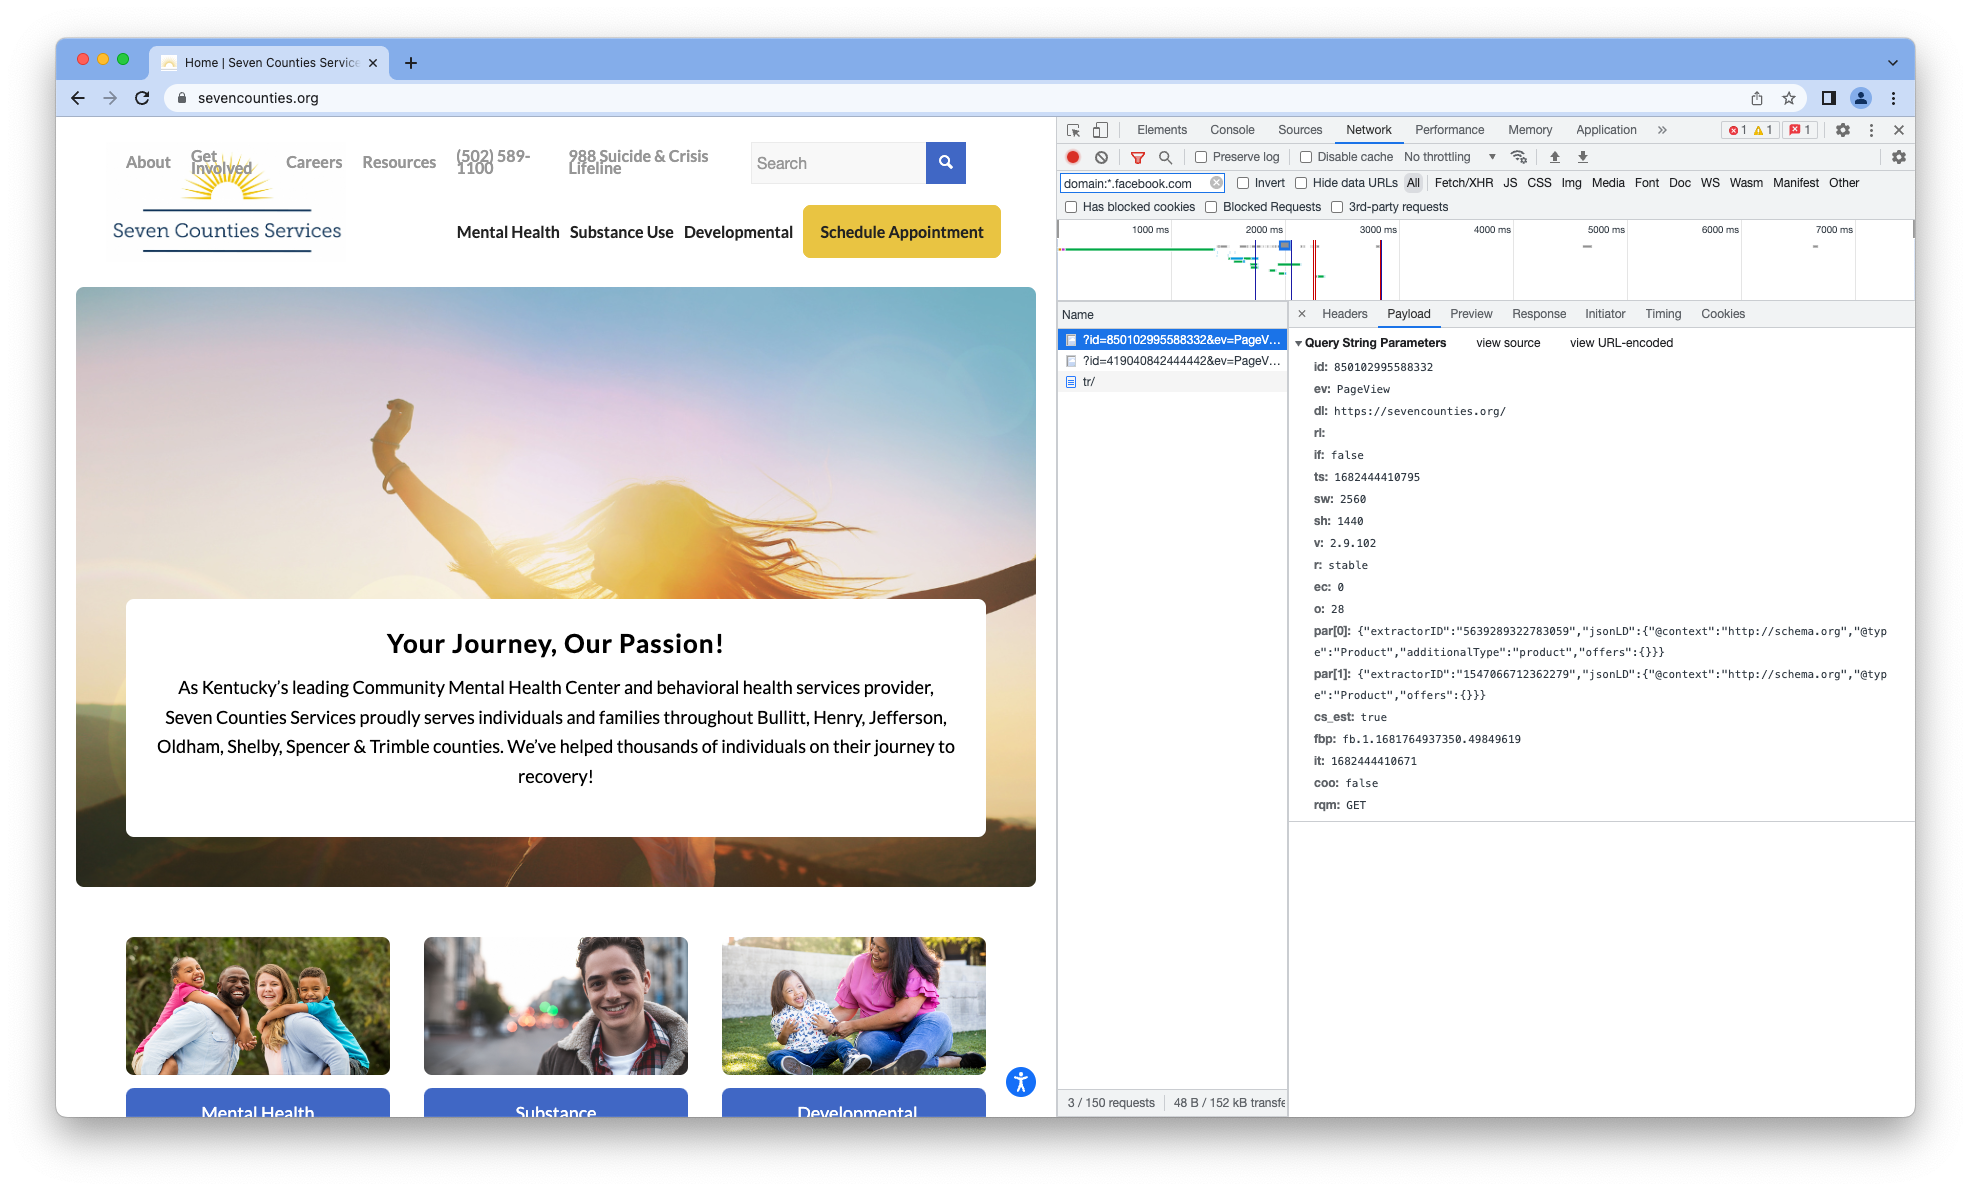 Home | Seven Counties Service
sevencounties.org
About
Get
Involved
Careers
Resources
(502) 589-
1100
988 Suicide & Crisis
Lifeline
Search
Seven Counties Services
Mental Health
Substance Use
Developmental
Schedule Appointment
Your Journey, Our Passion!
As Kentucky’s leading Community Mental Health Center and behavioral health services provider,
Seven Counties Services proudly serves individuals and families throughout Bullitt, Henry, Jefferson,
Oldham, Shelby, Spencer & Trimble counties. We’ve helped thousands of individuals on their journey to
recovery!
Mental Health
Substance
Developmental
Elements Console Sources Network Performance Memory Application » 1 1 1
Preserve log Disable cache No throttling
domain:*.facebook.com Invert Hide data URLs All Fetch/XHR JS CSS Img Media Font Doc WS Wasm Manifest Other
Has blocked cookies Blocked Requests 3rd-party requests
1000 ms 2000 ms 3000 ms 4000 ms 5000 ms 6000 ms 7000 ms
Name
?id=850102995588332&ev=PageV...
?id=419040842444442&ev=PageV...
tr/
3 / 150 requests 48 B / 152 kB transfe
Headers Payload Preview Response Initiator Timing Cookies
Query String Parameters view source view URL-encoded
id: 850102995588332
ev: PageView
dl: https://sevencounties.org/
rl:
if: false
ts: 1682444410795
sw: 2560
sh: 1440
v: 2.9.102
r: stable
ec: 0
o: 28
par[0]: {"extractorID":"5639289322783059","jsonLD":{"@context":"http://schema.org","@typ
e":"Product","additionalType":"product","offers":{}}}
par[1]: {"extractorID":"1547066712362279","jsonLD":{"@context":"http://schema.org","@typ
e":"Product","offers":{}}}
cs_est: true
fbp: fb.1.1681764937350.49849619
it: 1682444410671
coo: false
rqm: GET